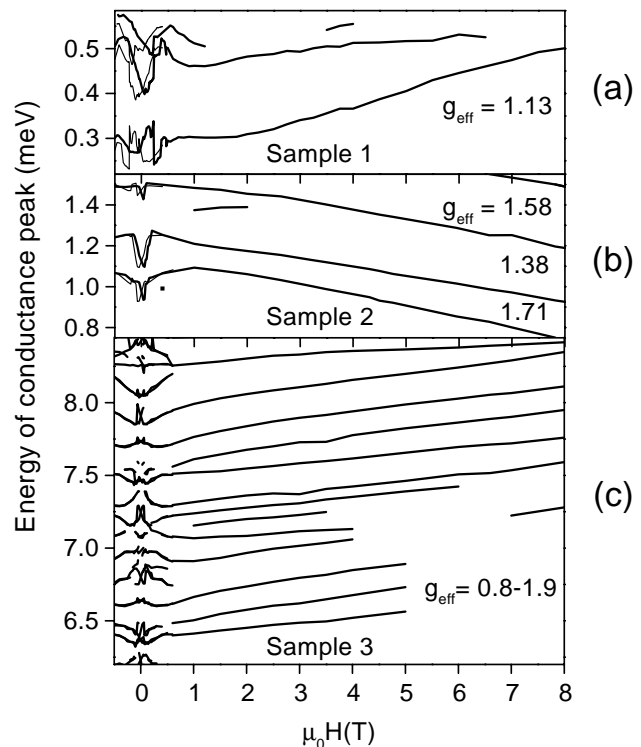 Energy of conductance peak (meV)
0.5
0.4
0.3
g_eff = 1.13
Sample 1
(a)
1.4
1.2
1.0
0.8
g_eff = 1.58
1.38
1.71
Sample 2
(b)
8.0
7.5
7.0
6.5
g_eff= 0.8-1.9
Sample 3
(c)
0 1 2 3 4 5 6 7 8
μ₀H(T)